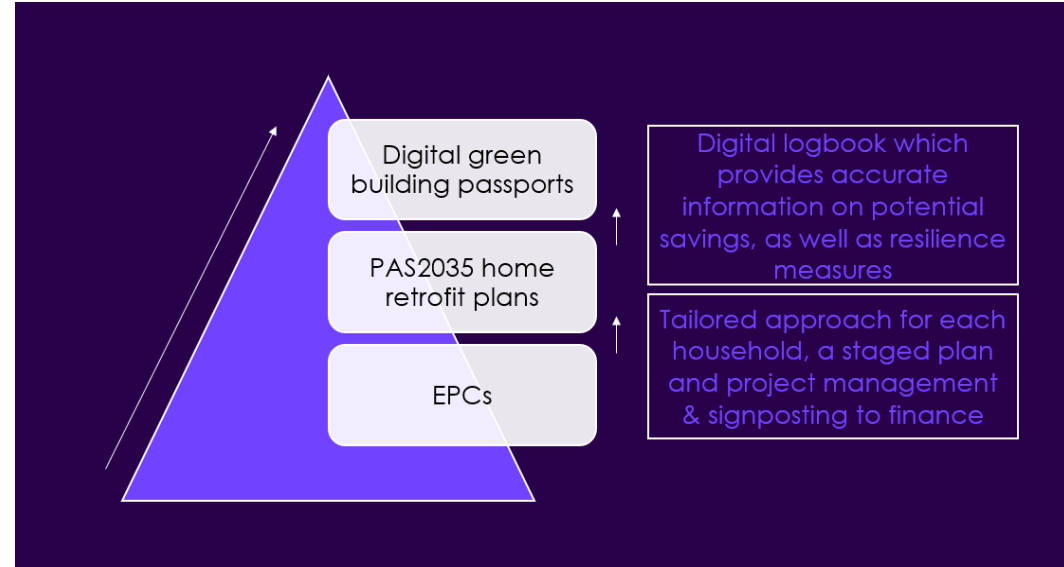 Digital green
building passports
PAS2035 home
retrofit plans
EPCs
Digital logbook which
provides accurate
information on potential
savings, as well as resilience
measures
Tailored approach for each
household, a staged plan
and project management
& signposting to finance